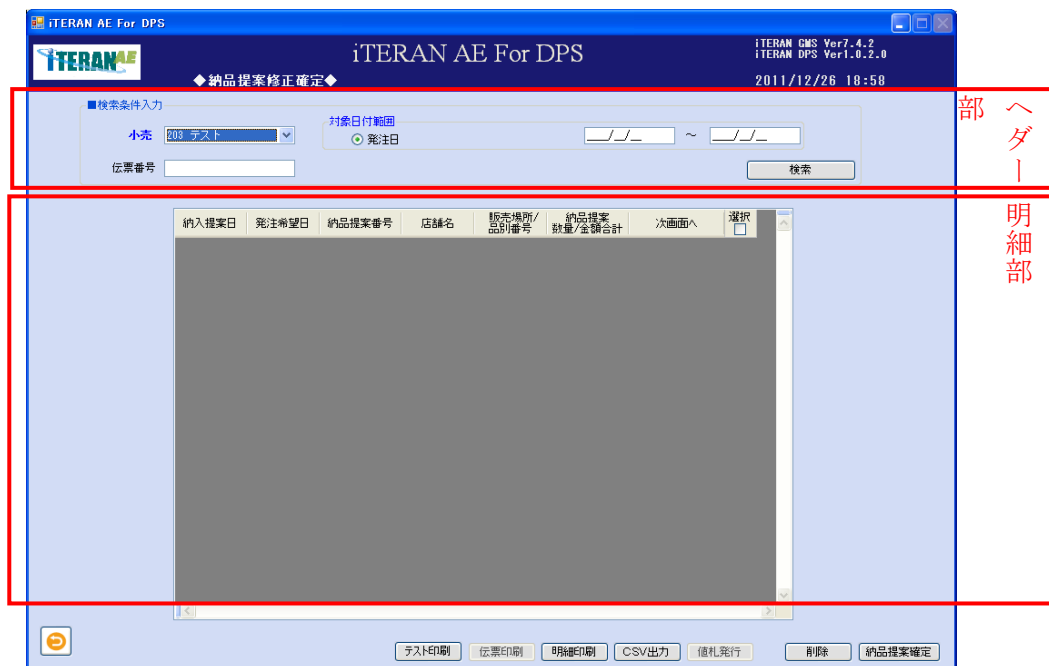 iTERAN AE For DPS
iTERAN AE
iTERAN AE For DPS
iTERAN GMS Ver7.4.2
iTERAN DPS Ver1.0.2.0
◆納品提案修正確定◆
2011/12/26 18:58
■検索条件入力
小売 203 テスト
対象日付範囲
発注日 __/_/_ ～ __/_/_
伝票番号
検索
ヘダー部
納入提案日 発注希望日 納品提案番号 店舗名 販売場所/品別番号 納品提案数量/金額合計 次画面へ 選択
明細部
テスト印刷 伝票印刷 明細印刷 CSV出力 値札発行 削除 納品提案確定